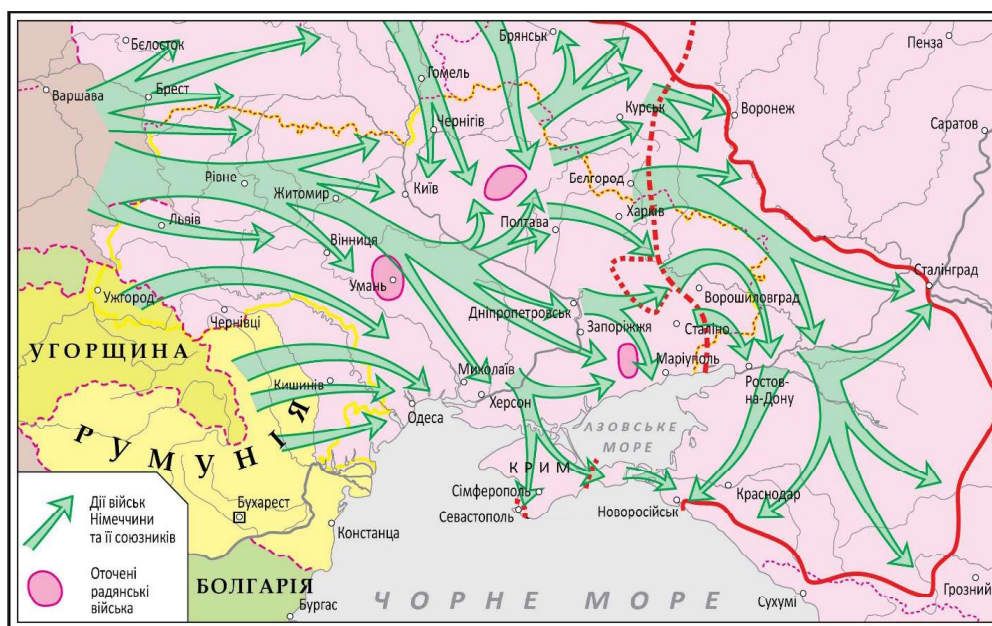 Бєлосток
Брянськ
Пенза
Гомель
Варшава
Брест
Курськ
Воронеж
Чернігів
Саратов
Рівне
Житомир
Київ
Бєлгород
Львів
Полтава
Харків
Вінниця
Умань
Сталінград
Ужгород
Ворошиловград
Дніпропетровськ
Чернівці
Запоріжжя
Сталіно
УГОРЩИНА
Маріуполь
Миколаїв
Кишинів
Ростов-
на-Дону
Херсон
Одеса
АЗОВСЬКЕ
МОРЕ
РУМУНІЯ
КРИМ
Дії військ
Німеччини
та її союзників
Сімферополь
Краснодар
Бухарест
Севастополь
Новоросійськ
Констанца
Оточені
радянські
війська
БОЛГАРІЯ
Грозний
ЧОРНЕ МОРЕ
Сухумі
Бургас